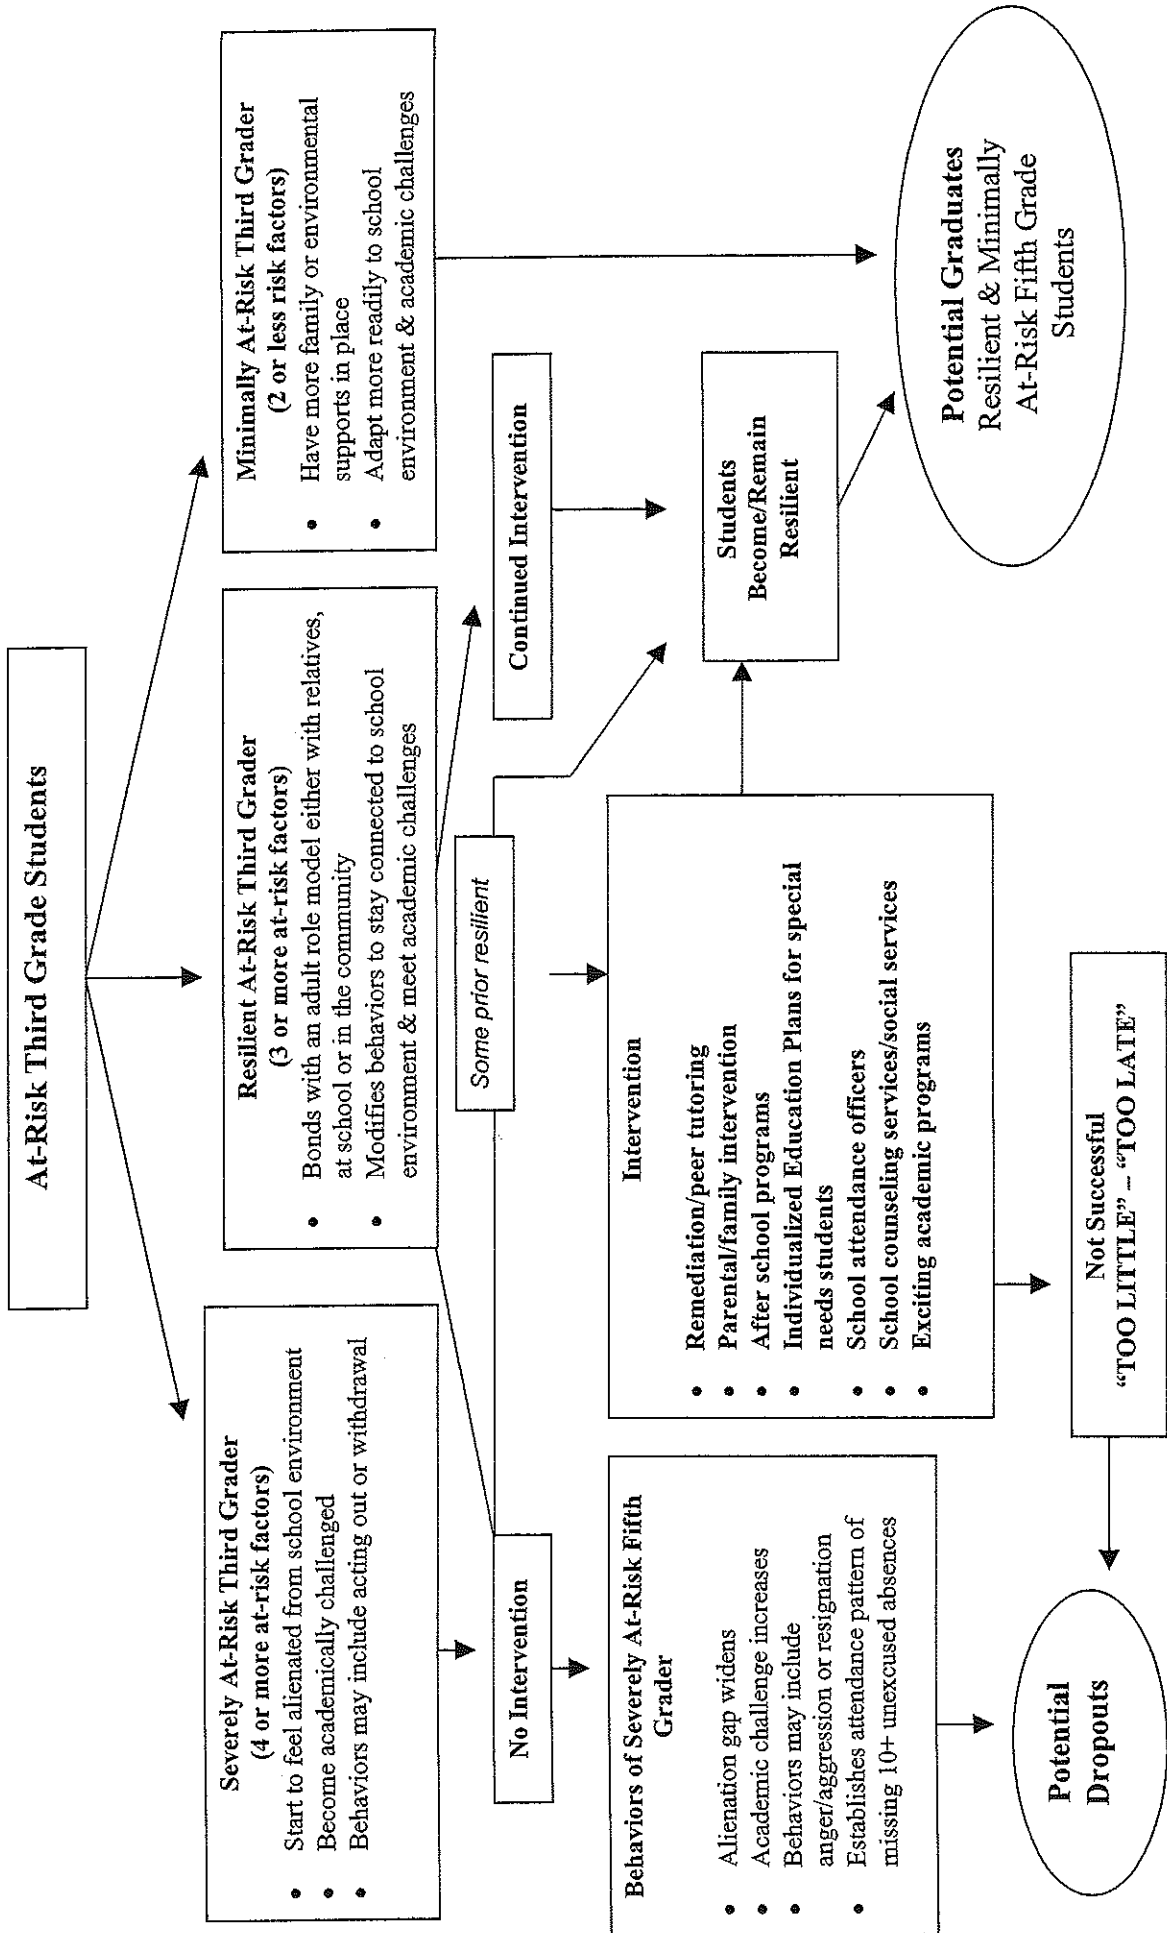 At-Risk Third Grade Students
Severely At-Risk Third Grader
(4 or more at-risk factors)
• Start to feel alienated from school environment
• Become academically challenged
• Behaviors may include acting out or withdrawal
Resilient At-Risk Third Grader
(3 or more at-risk factors)
• Bonds with an adult role model either with relatives,
at school or in the community
• Modifies behaviors to stay connected to school
environment & meet academic challenges
Minimally At-Risk Third Grader
(2 or less risk factors)
• Have more family or environmental
supports in place
• Adapt more readily to school
environment & academic challenges
No Intervention
Some prior resilient
Continued Intervention
Behaviors of Severely At-Risk Fifth
Grader
• Alienation gap widens
• Academic challenge increases
• Behaviors may include
anger/aggression or resignation
• Establishes attendance pattern of
missing 10+ unexcused absences
Intervention
• Remediation/peer tutoring
• Parental/family intervention
• After school programs
• Individualized Education Plans for special
needs students
• School attendance officers
• School counseling services/social services
• Exciting academic programs
Students
Become/Remain
Resilient
Potential
Dropouts
Not Successful
“TOO LITTLE” – “TOO LATE”
Potential Graduates
Resilient & Minimally
At-Risk Fifth Grade
Students